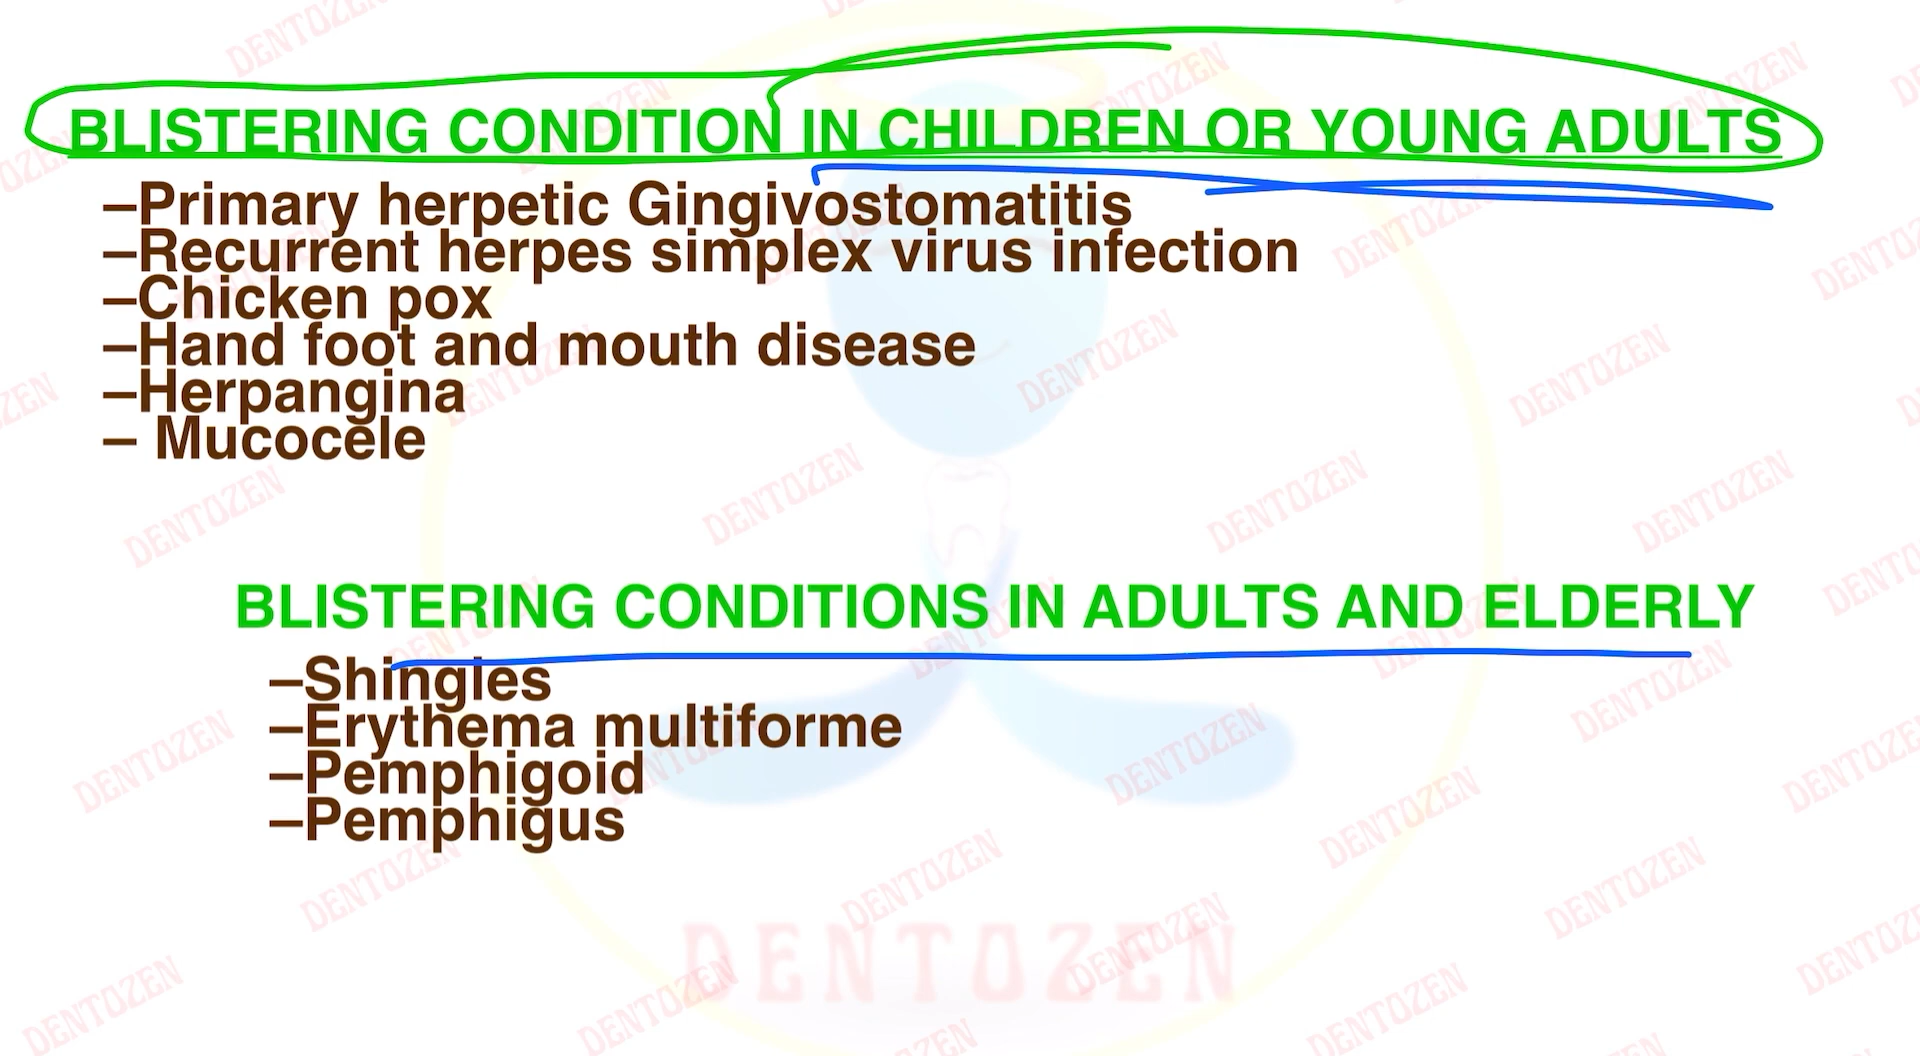 BLISTERING CONDITION IN CHILDREN OR YOUNG ADULTS
–Primary herpetic Gingivostomatitis
–Recurrent herpes simplex virus infection
–Chicken pox
–Hand foot and mouth disease
–Herpangina
– Mucocele
BLISTERING CONDITIONS IN ADULTS AND ELDERLY
–Shingles
–Erythema multiforme
–Pemphigoid
–Pemphigus
DENTOZEN